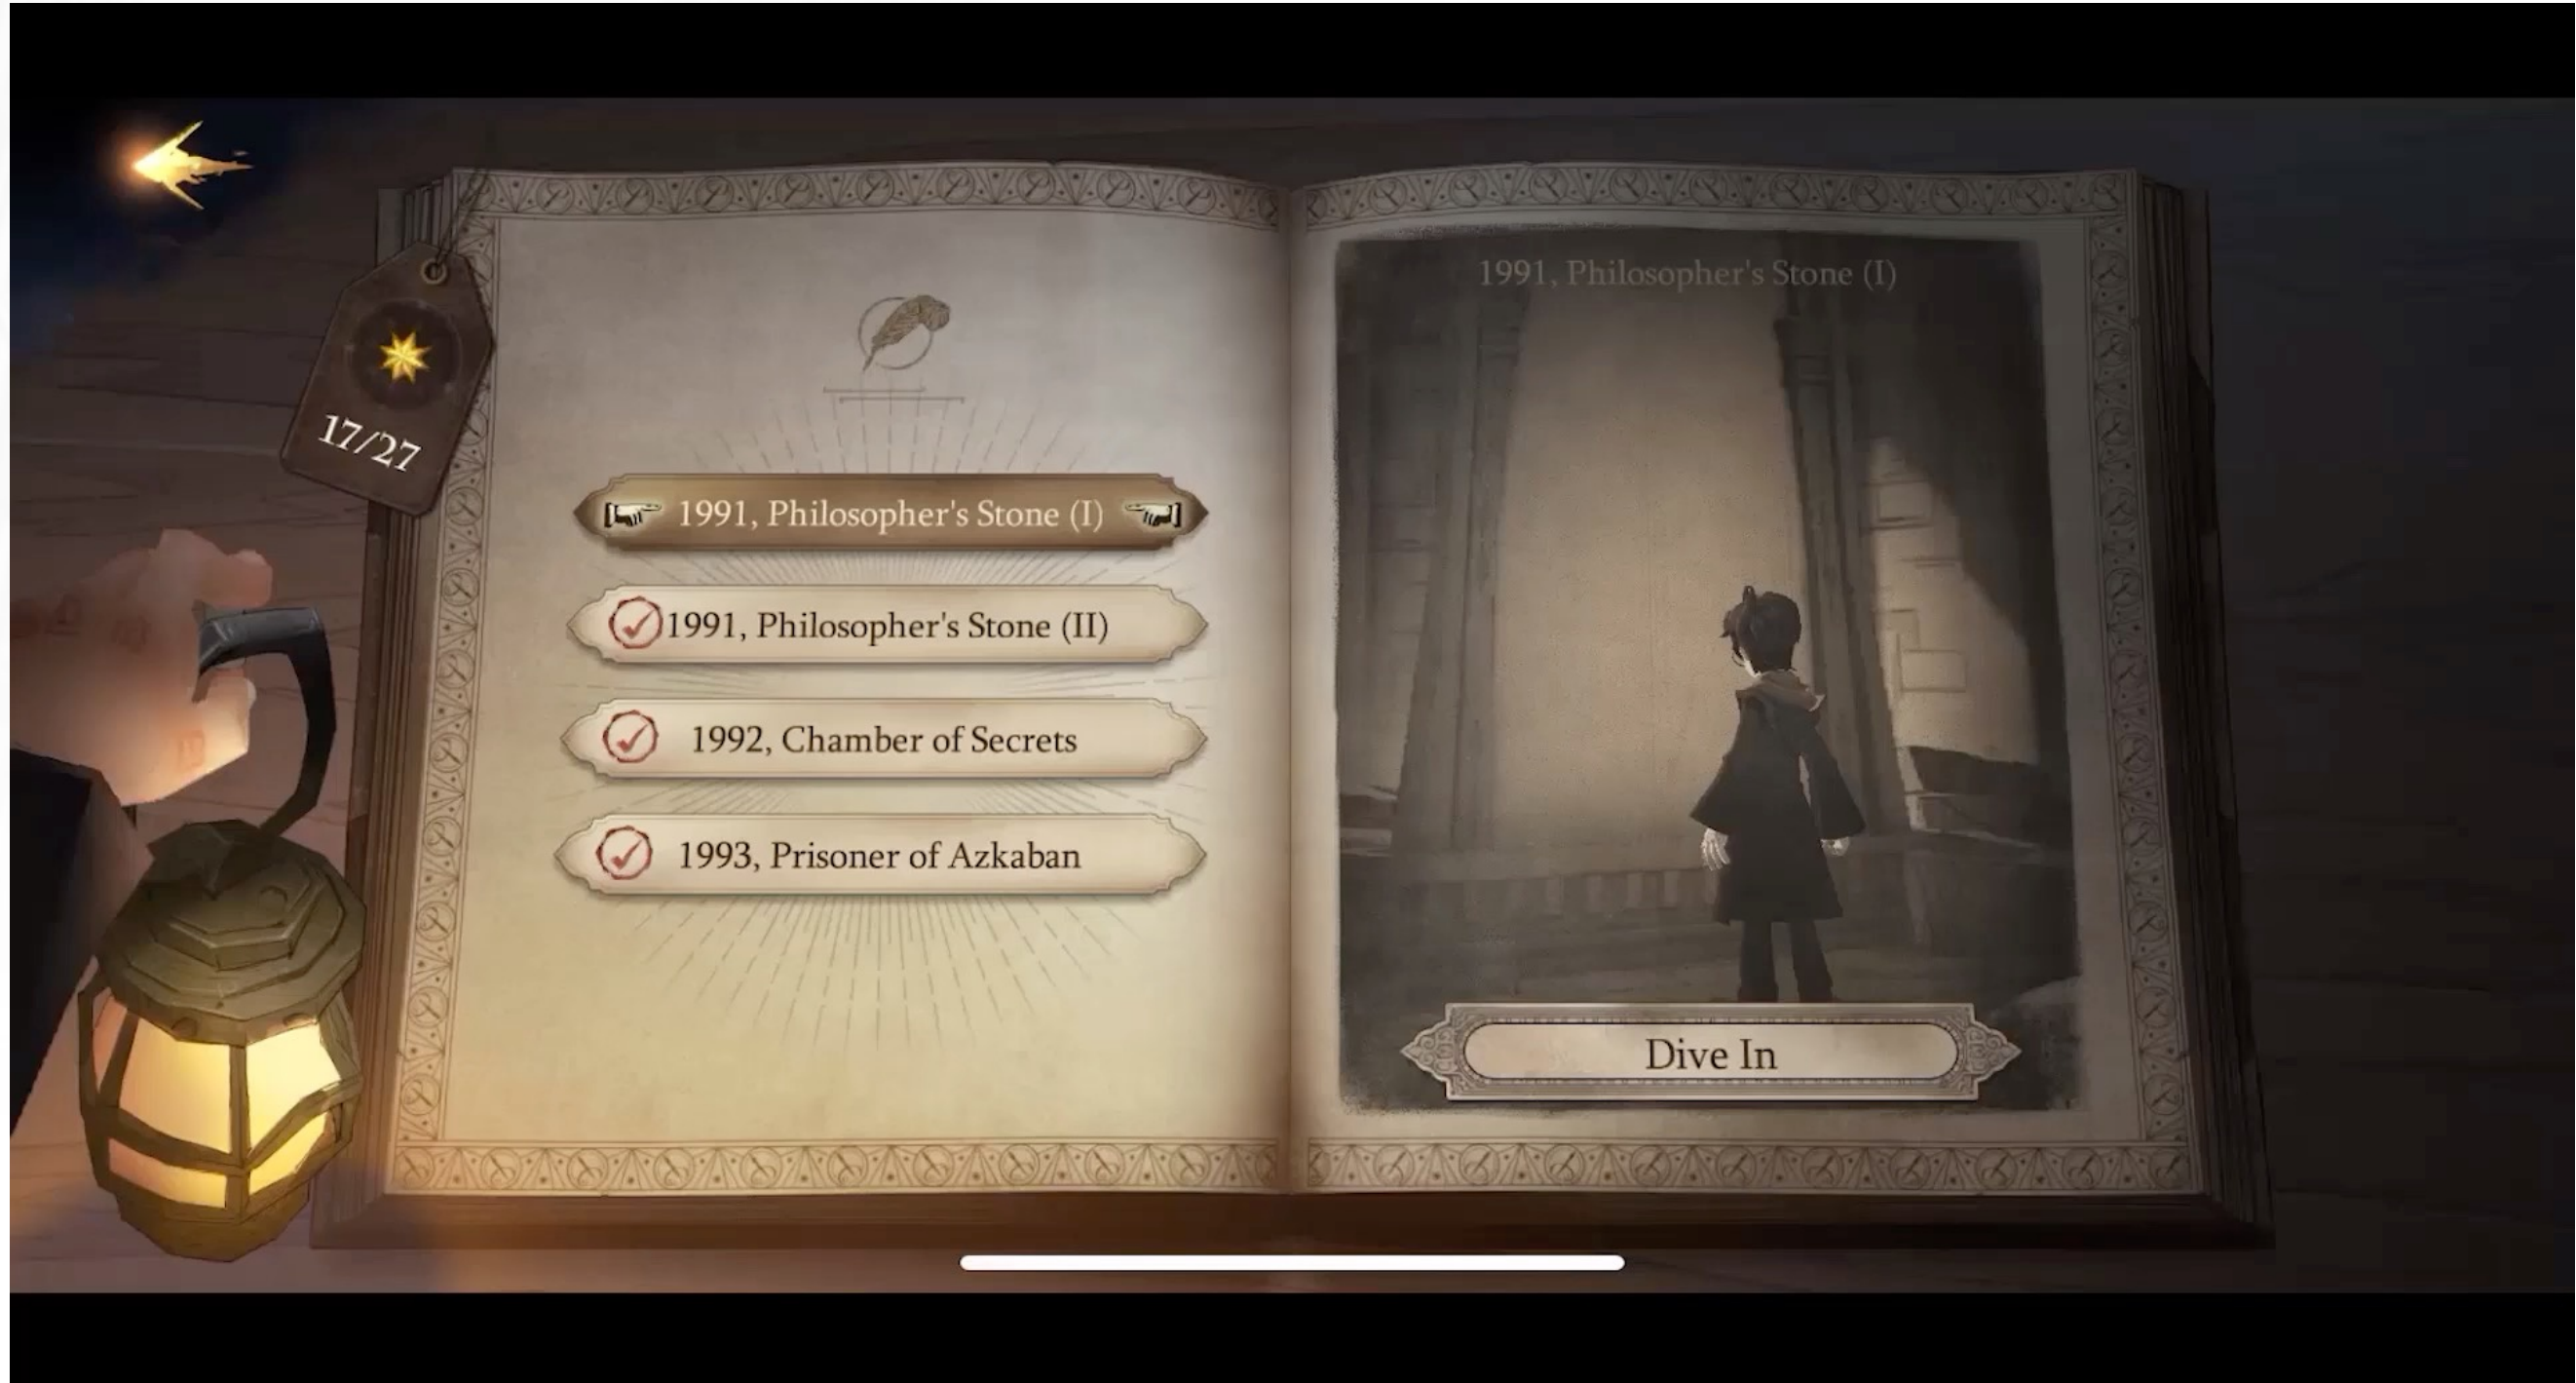 17/27
1991, Philosopher's Stone (I)
1991, Philosopher's Stone (II)
1992, Chamber of Secrets
1993, Prisoner of Azkaban
1991, Philosopher's Stone (I)
Dive In